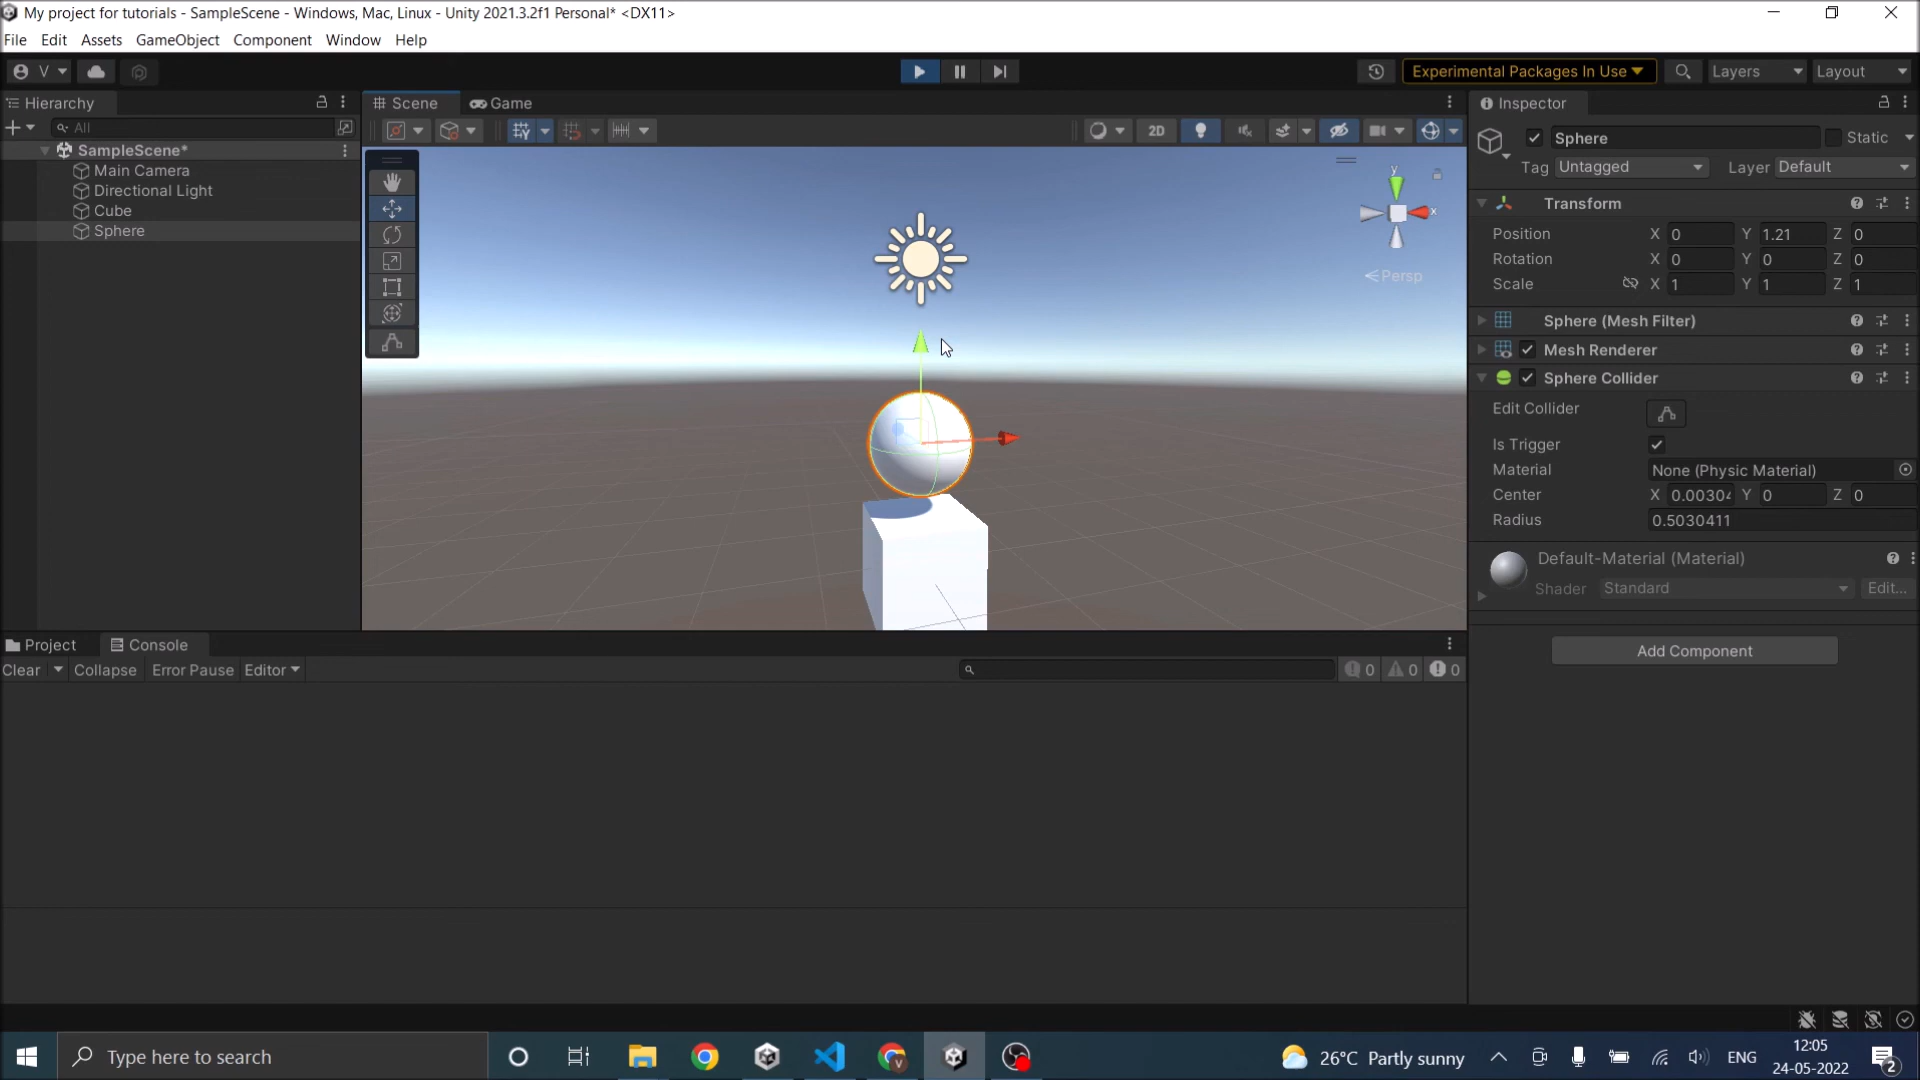 My project for tutorials - SampleScene - Windows, Mac, Linux - Unity 2021.3.2f1 Personal* <DX11>
File Edit Assets GameObject Component Window Help
V Experimental Packages In Use Layers Layout
Hierarchy Scene Game Inspector
All 2D
SampleScene*
Main Camera
Directional Light
Cube
Sphere
y
x
Persp
Sphere Static
Tag Untagged Layer Default
Transform
Position X 0 Y 1.21 Z 0
Rotation X 0 Y 0 Z 0
Scale X 1 Y 1 Z 1
Sphere (Mesh Filter)
Mesh Renderer
Sphere Collider
Edit Collider
Is Trigger
Material None (Physic Material)
Center X 0.00304 Y 0 Z 0
Radius 0.5030411
Default-Material (Material)
Shader Standard Edit...
Add Component
Project Console
Clear Collapse Error Pause Editor 0 0 0
Type here to search
26°C Partly sunny ENG 12:05
24-05-2022 2